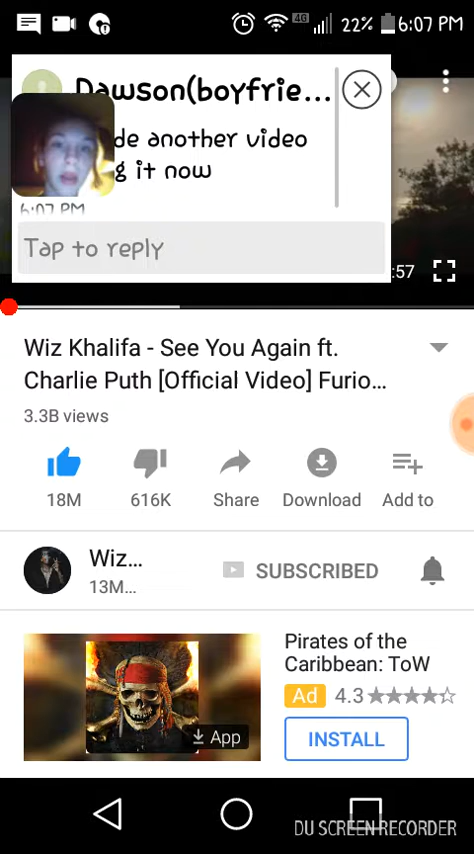 4G 22% 6:07 PM
Dawson(boyfrie...
de another video
g it now
6:07 PM
Tap to reply
:57
Wiz Khalifa - See You Again ft.
Charlie Puth [Official Video] Furio...
3.3B views
18M 616K Share Download Add to
Wiz...
13M...
SUBSCRIBED
Pirates of the
Caribbean: ToW
Ad 4.3
App
INSTALL
DU SCREEN RECORDER